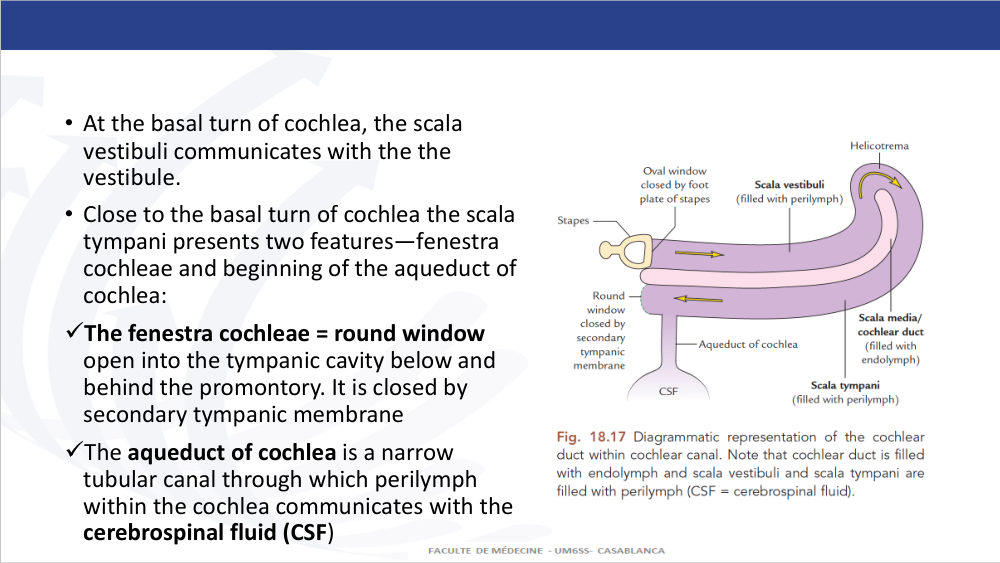 • At the basal turn of cochlea, the scala
vestibuli communicates with the the
vestibule.
• Close to the basal turn of cochlea the scala
tympani presents two features—fenestra
cochleae and beginning of the aqueduct of
cochlea:
✓The fenestra cochleae = round window
open into the tympanic cavity below and
behind the promontory. It is closed by
secondary tympanic membrane
✓The aqueduct of cochlea is a narrow
tubular canal through which perilymph
within the cochlea communicates with the
cerebrospinal fluid (CSF)
Helicotrema
Oval window
closed by foot
plate of stapes
Scala vestibuli
(filled with perilymph)
Stapes
Round
window
closed by
secondary
tympanic
membrane
Aqueduct of cochlea
CSF
Scala media/
cochlear duct
(filled with
endolymph)
Scala tympani
(filled with perilymph)
Fig. 18.17 Diagrammatic representation of the cochlear
duct within cochlear canal. Note that cochlear duct is filled
with endolymph and scala vestibuli and scala tympani are
filled with perilymph (CSF = cerebrospinal fluid).
FACULTE DE MÉDECINE - UM6SS- CASABLANCA